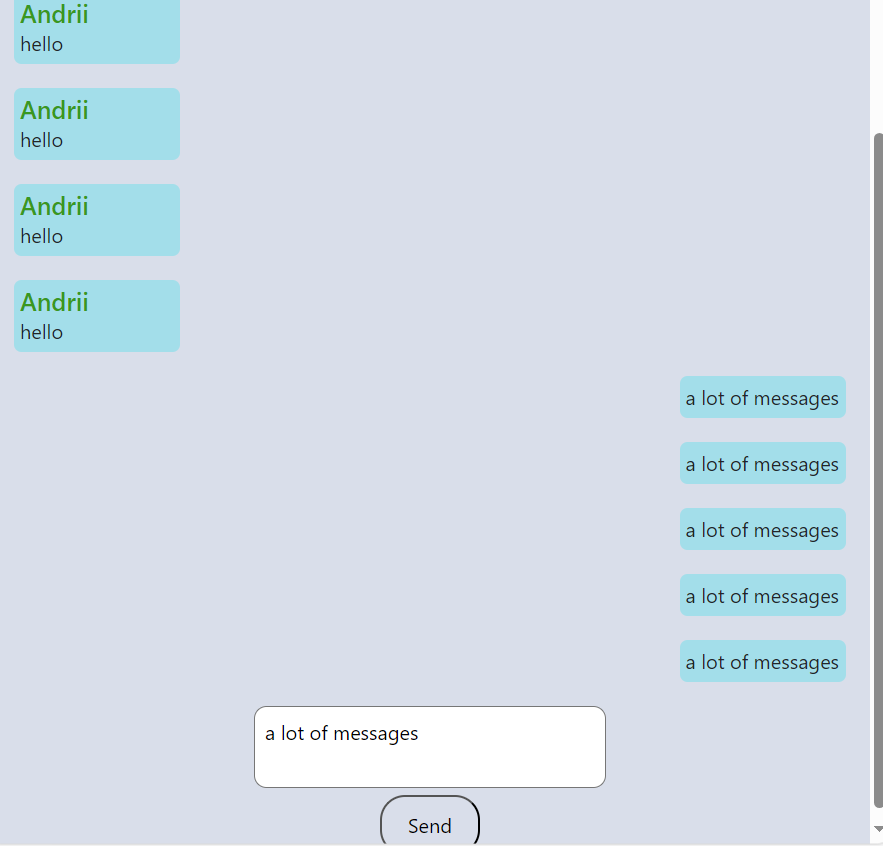 Andrii
hello
Andrii
hello
Andrii
hello
Andrii
hello
a lot of messages
a lot of messages
a lot of messages
a lot of messages
a lot of messages
a lot of messages
Send